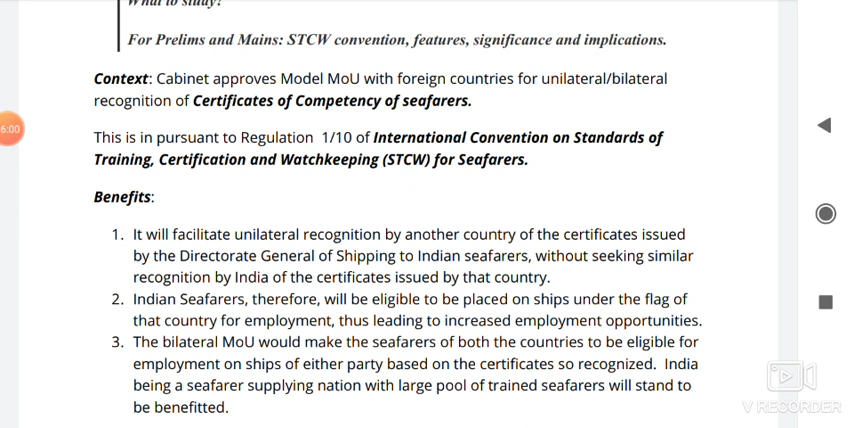 What to study?
For Prelims and Mains: STCW convention, features, significance and implications.
Context: Cabinet approves Model MoU with foreign countries for unilateral/bilateral
recognition of Certificates of Competency of seafarers.
6:00
This is in pursuant to Regulation 1/10 of International Convention on Standards of
Training, Certification and Watchkeeping (STCW) for Seafarers.
Benefits:
1. It will facilitate unilateral recognition by another country of the certificates issued
by the Directorate General of Shipping to Indian seafarers, without seeking similar
recognition by India of the certificates issued by that country.
2. Indian Seafarers, therefore, will be eligible to be placed on ships under the flag of
that country for employment, thus leading to increased employment opportunities.
3. The bilateral MoU would make the seafarers of both the countries to be eligible for
employment on ships of either party based on the certificates so recognized. India
being a seafarer supplying nation with large pool of trained seafarers will stand to
be benefitted.
V RECORDER